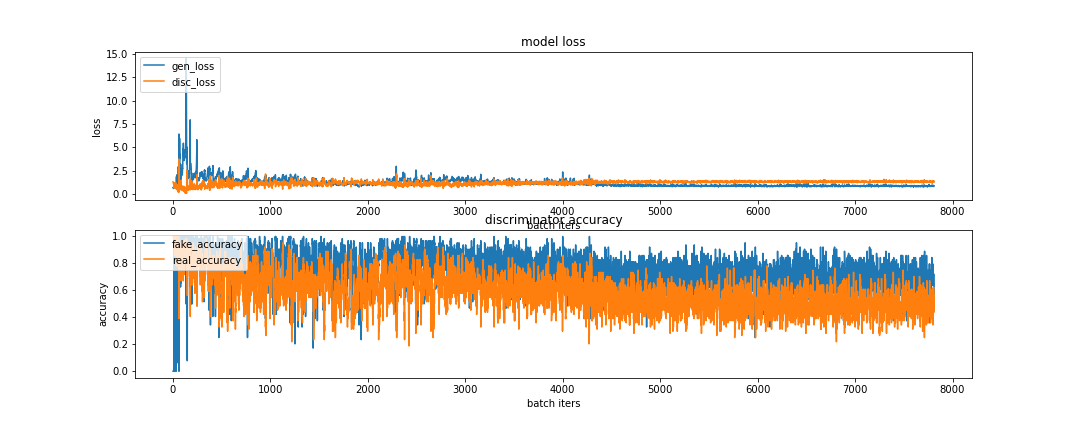 model loss
15.0
12.5
10.0
7.5
5.0
2.5
0.0
loss
gen_loss
disc_loss
0 1000 2000 3000 4000 5000 6000 7000 8000
batch iters
discriminator accuracy
1.0
0.8
0.6
0.4
0.2
0.0
accuracy
fake_accuracy
real_accuracy
0 1000 2000 3000 4000 5000 6000 7000 8000
batch iters